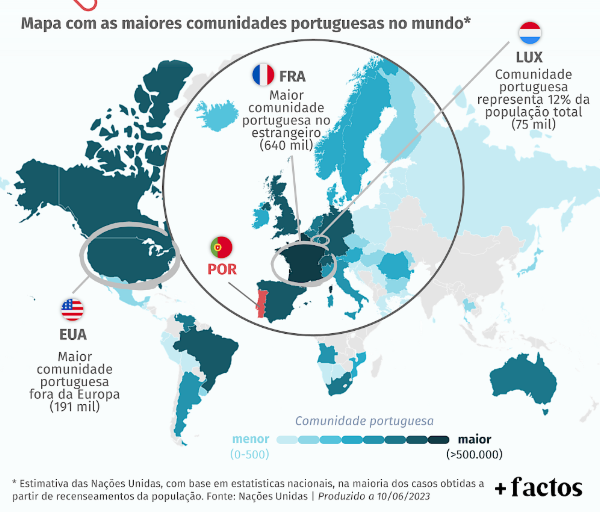 Mapa com as maiores comunidades portuguesas no mundo*
LUX
Comunidade
portuguesa
representa 12% da
população total
(75 mil)
FRA
Maior
comunidade
portuguesa no
estrangeiro
(640 mil)
POR
EUA
Maior
comunidade
portuguesa
fora da Europa
(191 mil)
Comunidade portuguesa
menor
(0-500)
maior
(>500.000)
* Estimativa das Nações Unidas, com base em estatísticas nacionais, na maioria dos casos obtidas a
partir de recenseamentos da população. Fonte: Nações Unidas | Produzido a 10/06/2023
+factos